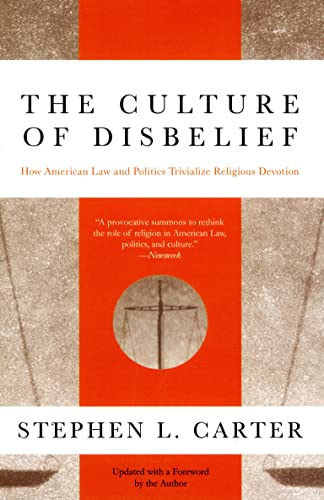 THE CULTURE
OF DISBELIEF
How American Law and Politics Trivialize Religious Devotion
“A provocative summons to rethink
the role of religion in American Law,
politics, and culture.”
—Newsweek
STEPHEN L. CARTER
Updated with a Foreword
by the Author